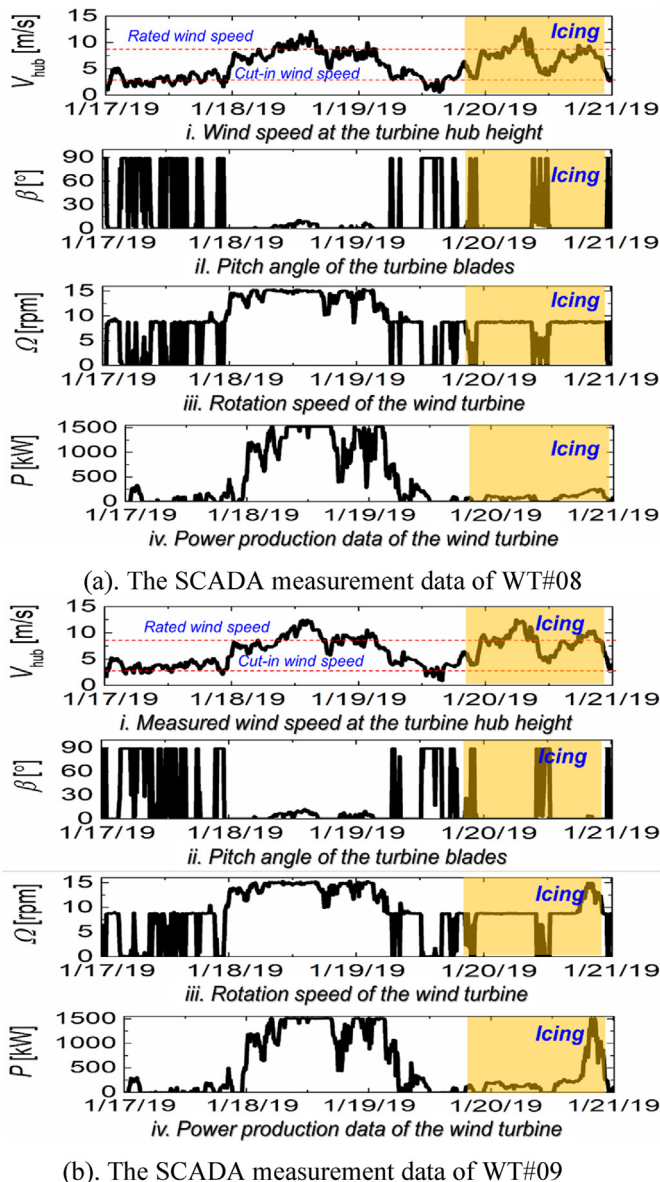 15
10
5
0
V hub [m/s]
Rated wind speed
Cut-in wind speed
Icing
1/17/19 1/18/19 1/19/19 1/20/19 1/21/19
i. Wind speed at the turbine hub height
90
60
30
0
β [°]
Icing
1/17/19 1/18/19 1/19/19 1/20/19 1/21/19
iI. Pitch angle of the turbine blades
15
10
5
0
Ω [rpm]
Icing
1/17/19 1/18/19 1/19/19 1/20/19 1/21/19
iii. Rotation speed of the wind turbine
1500
1000
500
0
P [kW]
Icing
1/17/19 1/18/19 1/19/19 1/20/19 1/21/19
iv. Power production data of the wind turbine
(a). The SCADA measurement data of WT#08
15
10
5
0
V hub [m/s]
Rated wind speed
Cut-in wind speed
Icing
1/17/19 1/18/19 1/19/19 1/20/19 1/21/19
i. Measured wind speed at the turbine hub height
90
60
30
0
β [°]
Icing
1/17/19 1/18/19 1/19/19 1/20/19 1/21/19
ii. Pitch angle of the turbine blades
15
10
5
0
Ω [rpm]
Icing
1/17/19 1/18/19 1/19/19 1/20/19 1/21/19
iii. Rotation speed of the wind turbine
1500
1000
500
0
P [kW]
Icing
1/17/19 1/18/19 1/19/19 1/20/19 1/21/19
iv. Power production data of the wind turbine
(b). The SCADA measurement data of WT#09